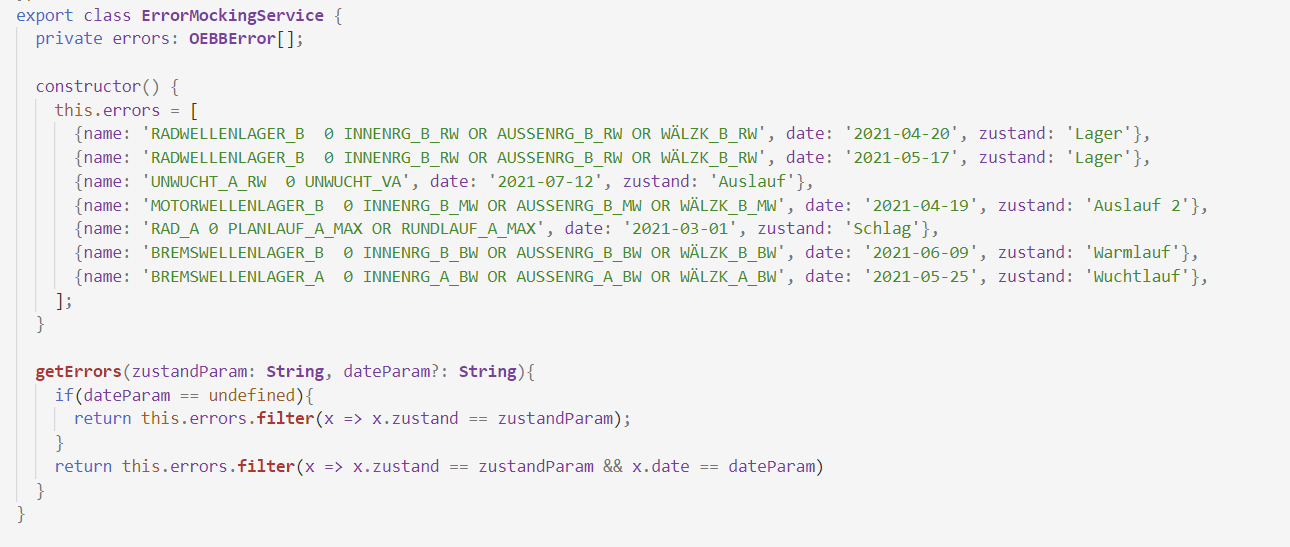 export class ErrorMockingService {
  private errors: OEBBError[];

  constructor() {
    this.errors = [
      {name: 'RADWELLENLAGER_B  0 INNENRG_B_RW OR AUSSENRG_B_RW OR WÄLZK_B_RW', date: '2021-04-20', zustand: 'Lager'},
      {name: 'RADWELLENLAGER_B  0 INNENRG_B_RW OR AUSSENRG_B_RW OR WÄLZK_B_RW', date: '2021-05-17', zustand: 'Lager'},
      {name: 'UNWUCHT_A_RW  0 UNWUCHT_VA', date: '2021-07-12', zustand: 'Auslauf'},
      {name: 'MOTORWELLENLAGER_B  0 INNENRG_B_MW OR AUSSENRG_B_MW OR WÄLZK_B_MW', date: '2021-04-19', zustand: 'Auslauf 2'},
      {name: 'RAD_A 0 PLANLAUF_A_MAX OR RUNDLAUF_A_MAX', date: '2021-03-01', zustand: 'Schlag'},
      {name: 'BREMSWELLENLAGER_B  0 INNENRG_B_BW OR AUSSENRG_B_BW OR WÄLZK_B_BW', date: '2021-06-09', zustand: 'Warmlauf'},
      {name: 'BREMSWELLENLAGER_A  0 INNENRG_A_BW OR AUSSENRG_A_BW OR WÄLZK_A_BW', date: '2021-05-25', zustand: 'Wuchtlauf'},
    ];
  }

  getErrors(zustandParam: String, dateParam?: String){
    if(dateParam == undefined){
      return this.errors.filter(x => x.zustand == zustandParam);
    }
    return this.errors.filter(x => x.zustand == zustandParam && x.date == dateParam)
  }
}